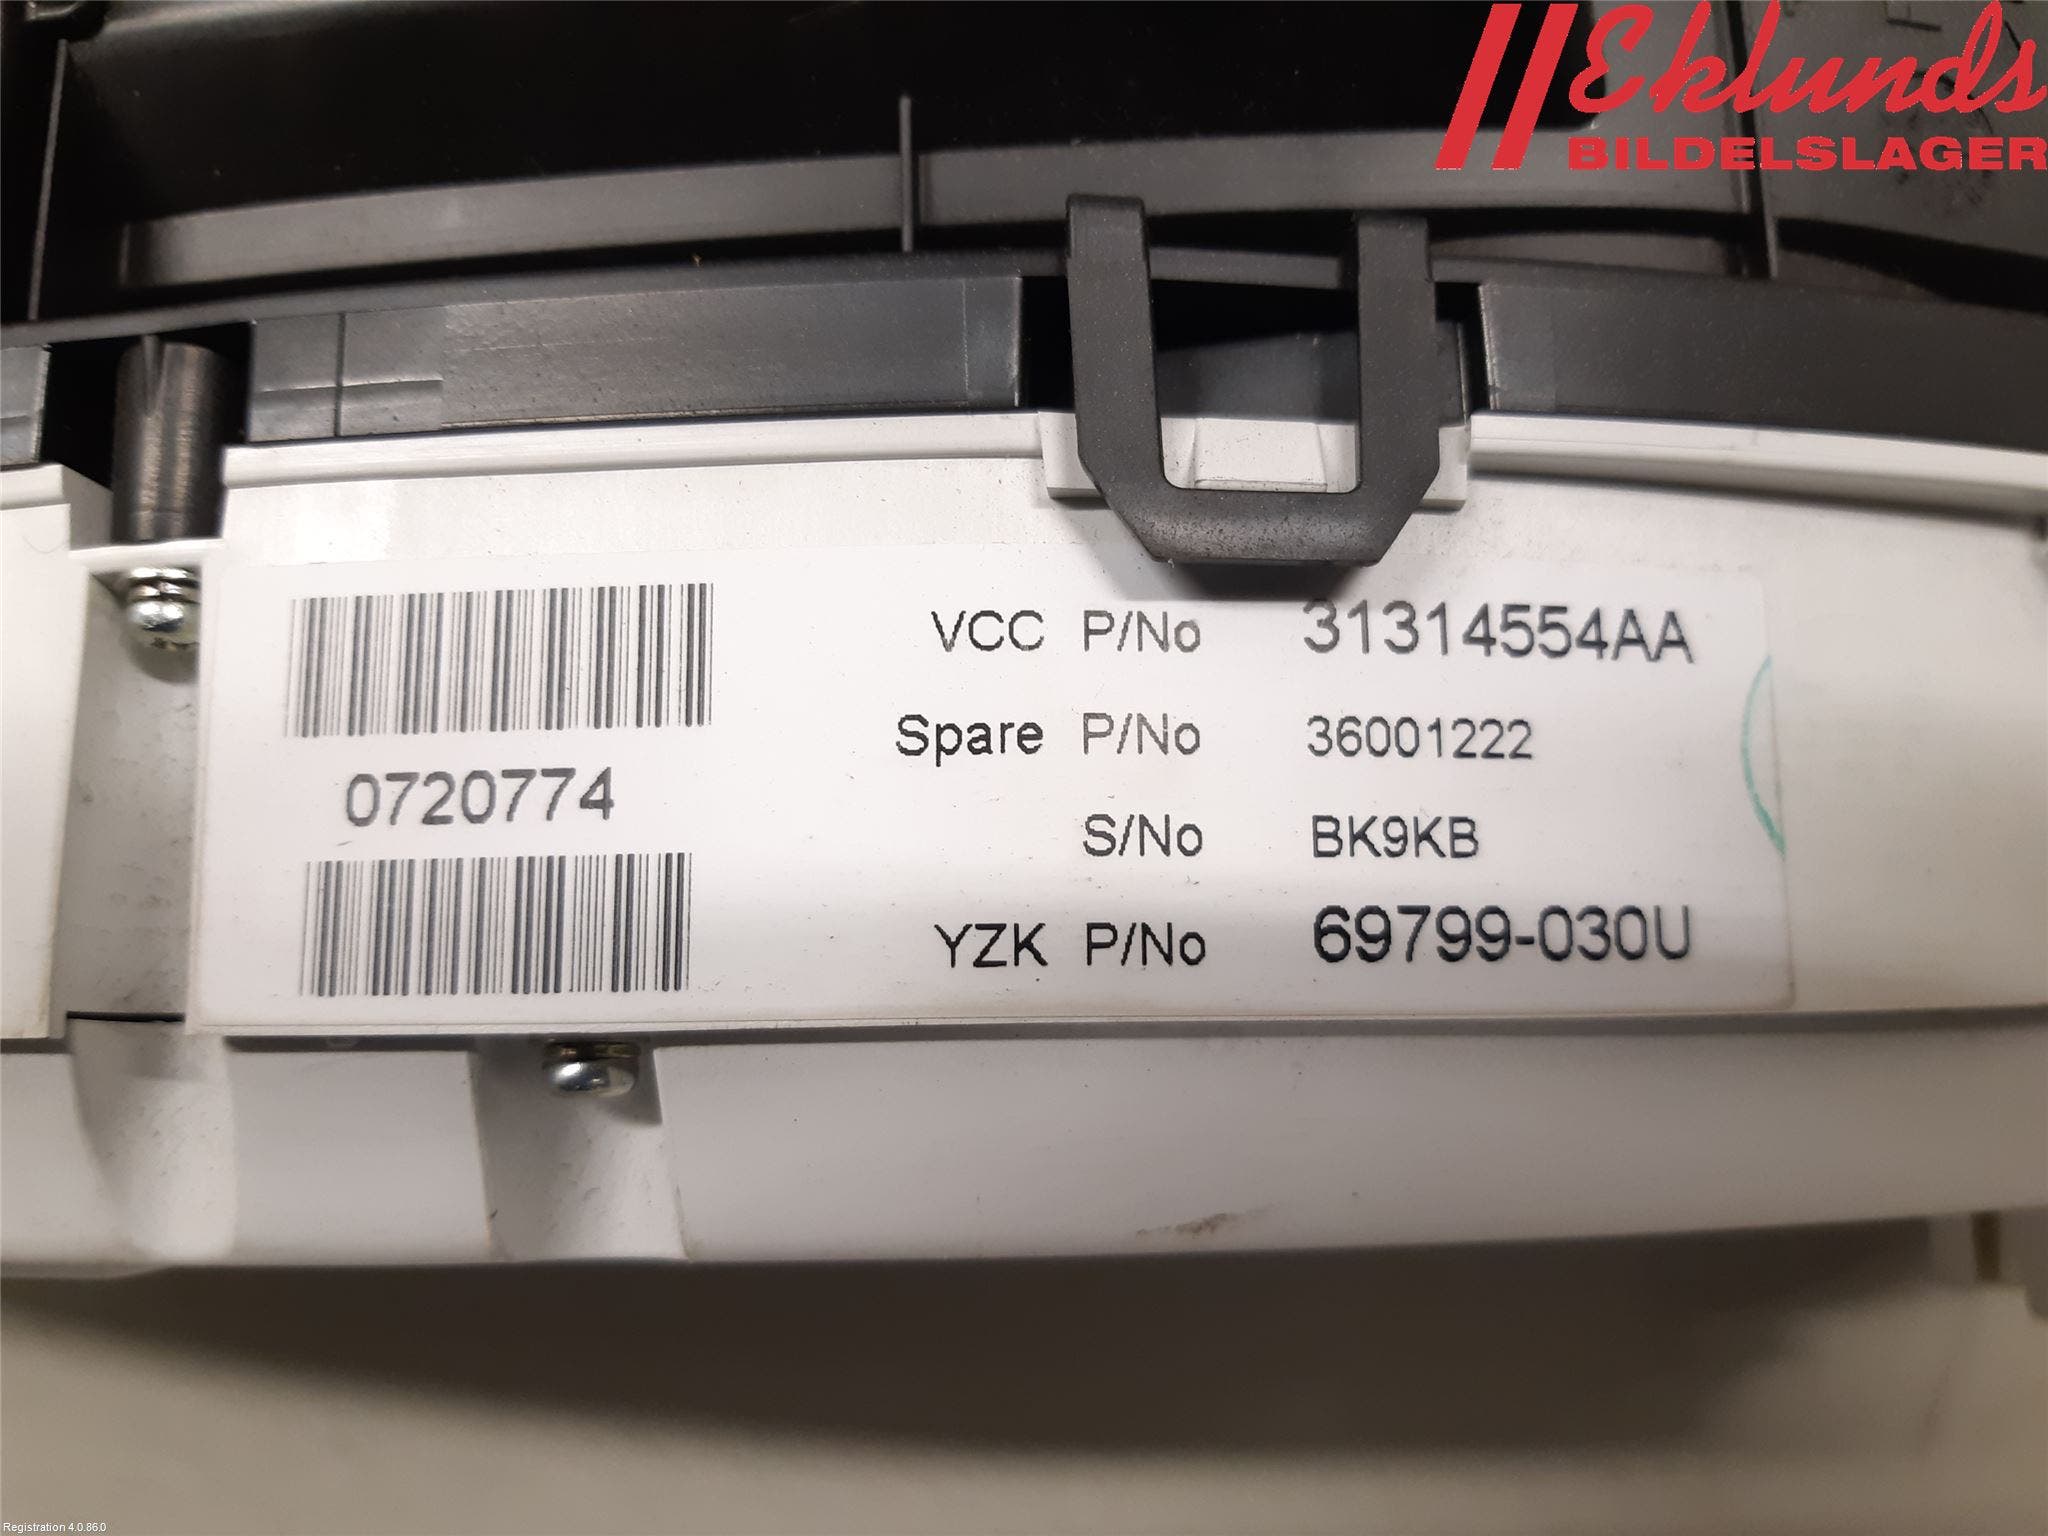 Eklunds
BILDELSLAGER
VCC P/No 31314554AA
Spare P/No 36001222
0720774
S/No BK9KB
YZK P/No 69799-030U
Registration 4.0.86.0